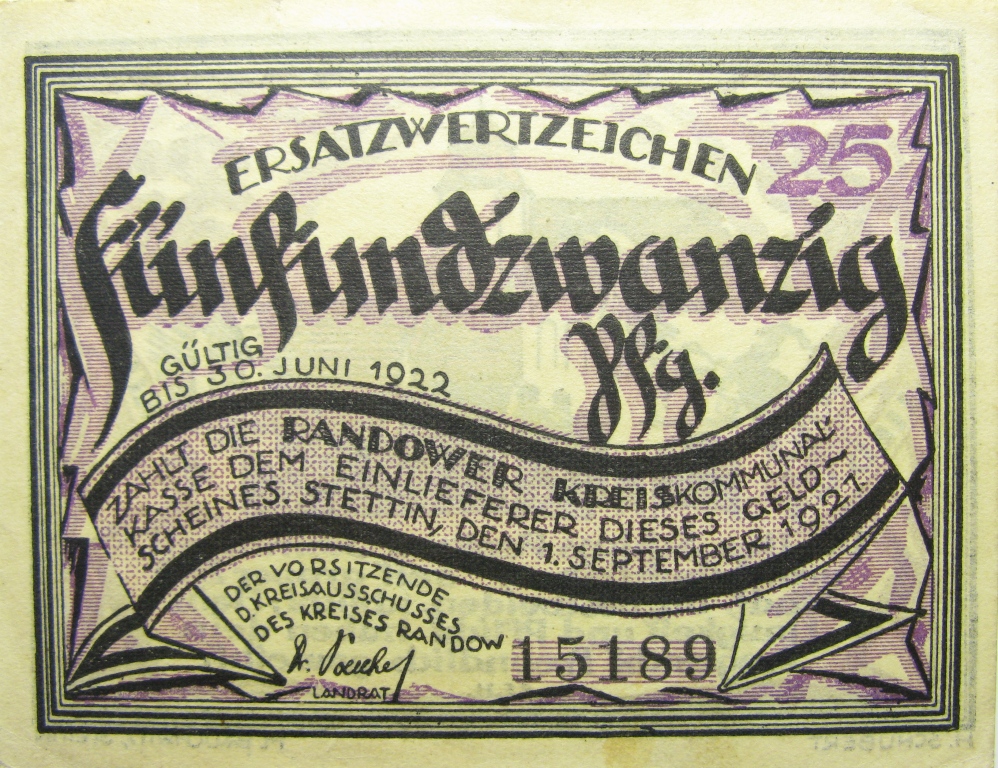 ERSATZWERTZEICHEN 25
Fünfundzwanzig
Pfg.
GÜLTIG
BIS 30. JUNI 1922
ZAHLT DIE RANDOWER KREISKOMMUNAL-
KASSE DEM EINLIEFERER DIESES GELD~
SCHEINES. STETTIN, DEN 1. SEPTEMBER 1921
DER VORSITZENDE
D. KREISAUSSCHUSSES
DES KREISES RANDOW
LANDRAT
15189